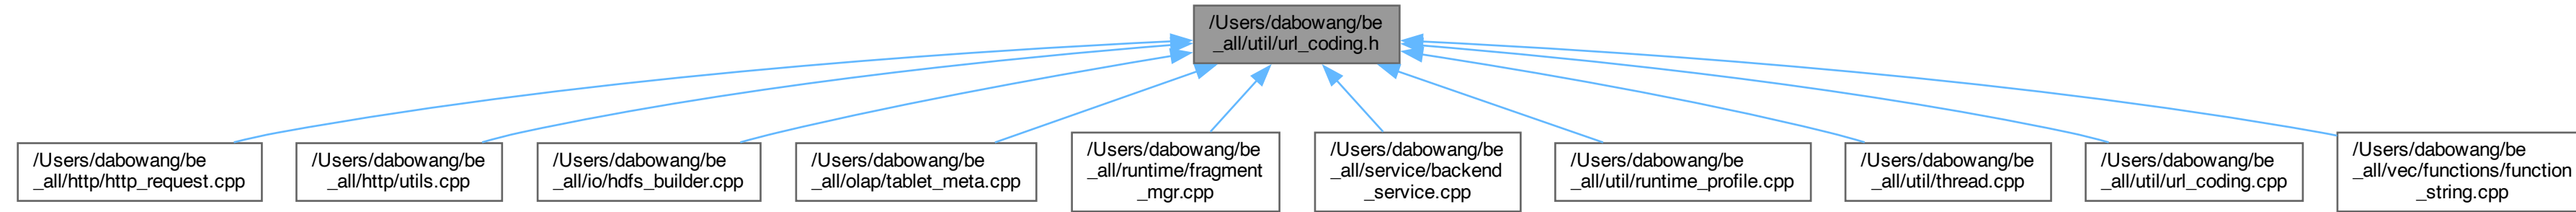 /Users/dabowang/be
_all/util/url_coding.h
/Users/dabowang/be
_all/http/http_request.cpp
/Users/dabowang/be
_all/http/utils.cpp
/Users/dabowang/be
_all/io/hdfs_builder.cpp
/Users/dabowang/be
_all/olap/tablet_meta.cpp
/Users/dabowang/be
_all/runtime/fragment
_mgr.cpp
/Users/dabowang/be
_all/service/backend
_service.cpp
/Users/dabowang/be
_all/util/runtime_profile.cpp
/Users/dabowang/be
_all/util/thread.cpp
/Users/dabowang/be
_all/util/url_coding.cpp
/Users/dabowang/be
_all/vec/functions/function
_string.cpp